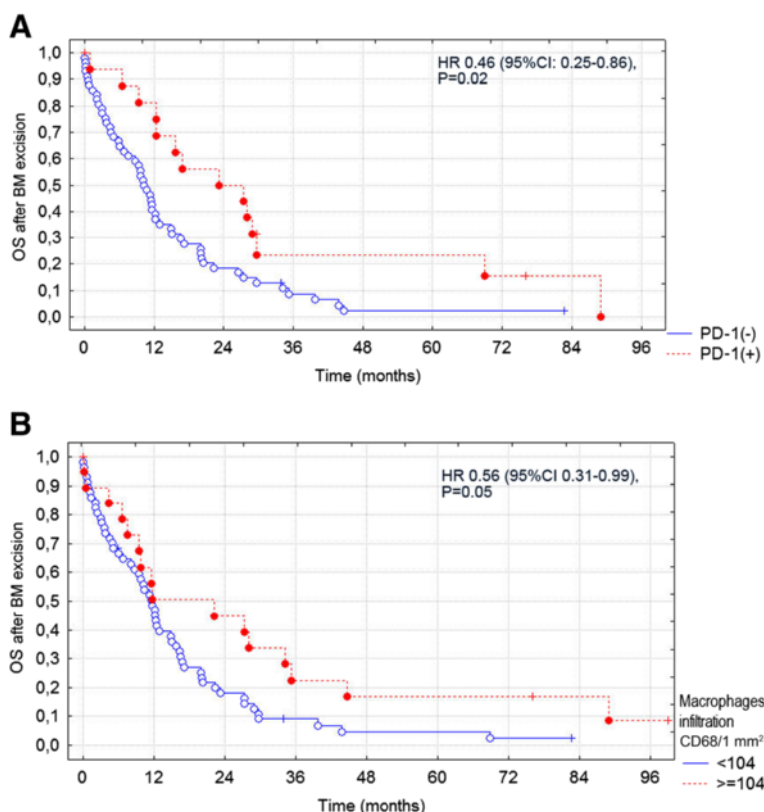 A
HR 0.46 (95%CI: 0.25-0.86),
P=0.02
OS after BM excision
1,0
0,9
0,8
0,7
0,6
0,5
0,4
0,3
0,2
0,1
0,0
0 12 24 36 48 60 72 84 96
Time (months)
PD-1(-)
PD-1(+)
B
HR 0.56 (95%CI 0.31-0.99),
P=0.05
OS after BM excision
1,0
0,9
0,8
0,7
0,6
0,5
0,4
0,3
0,2
0,1
0,0
0 12 24 36 48 60 72 84 96
Time (months)
Macrophages
infiltration
CD68/1 mm²
<104
>=104